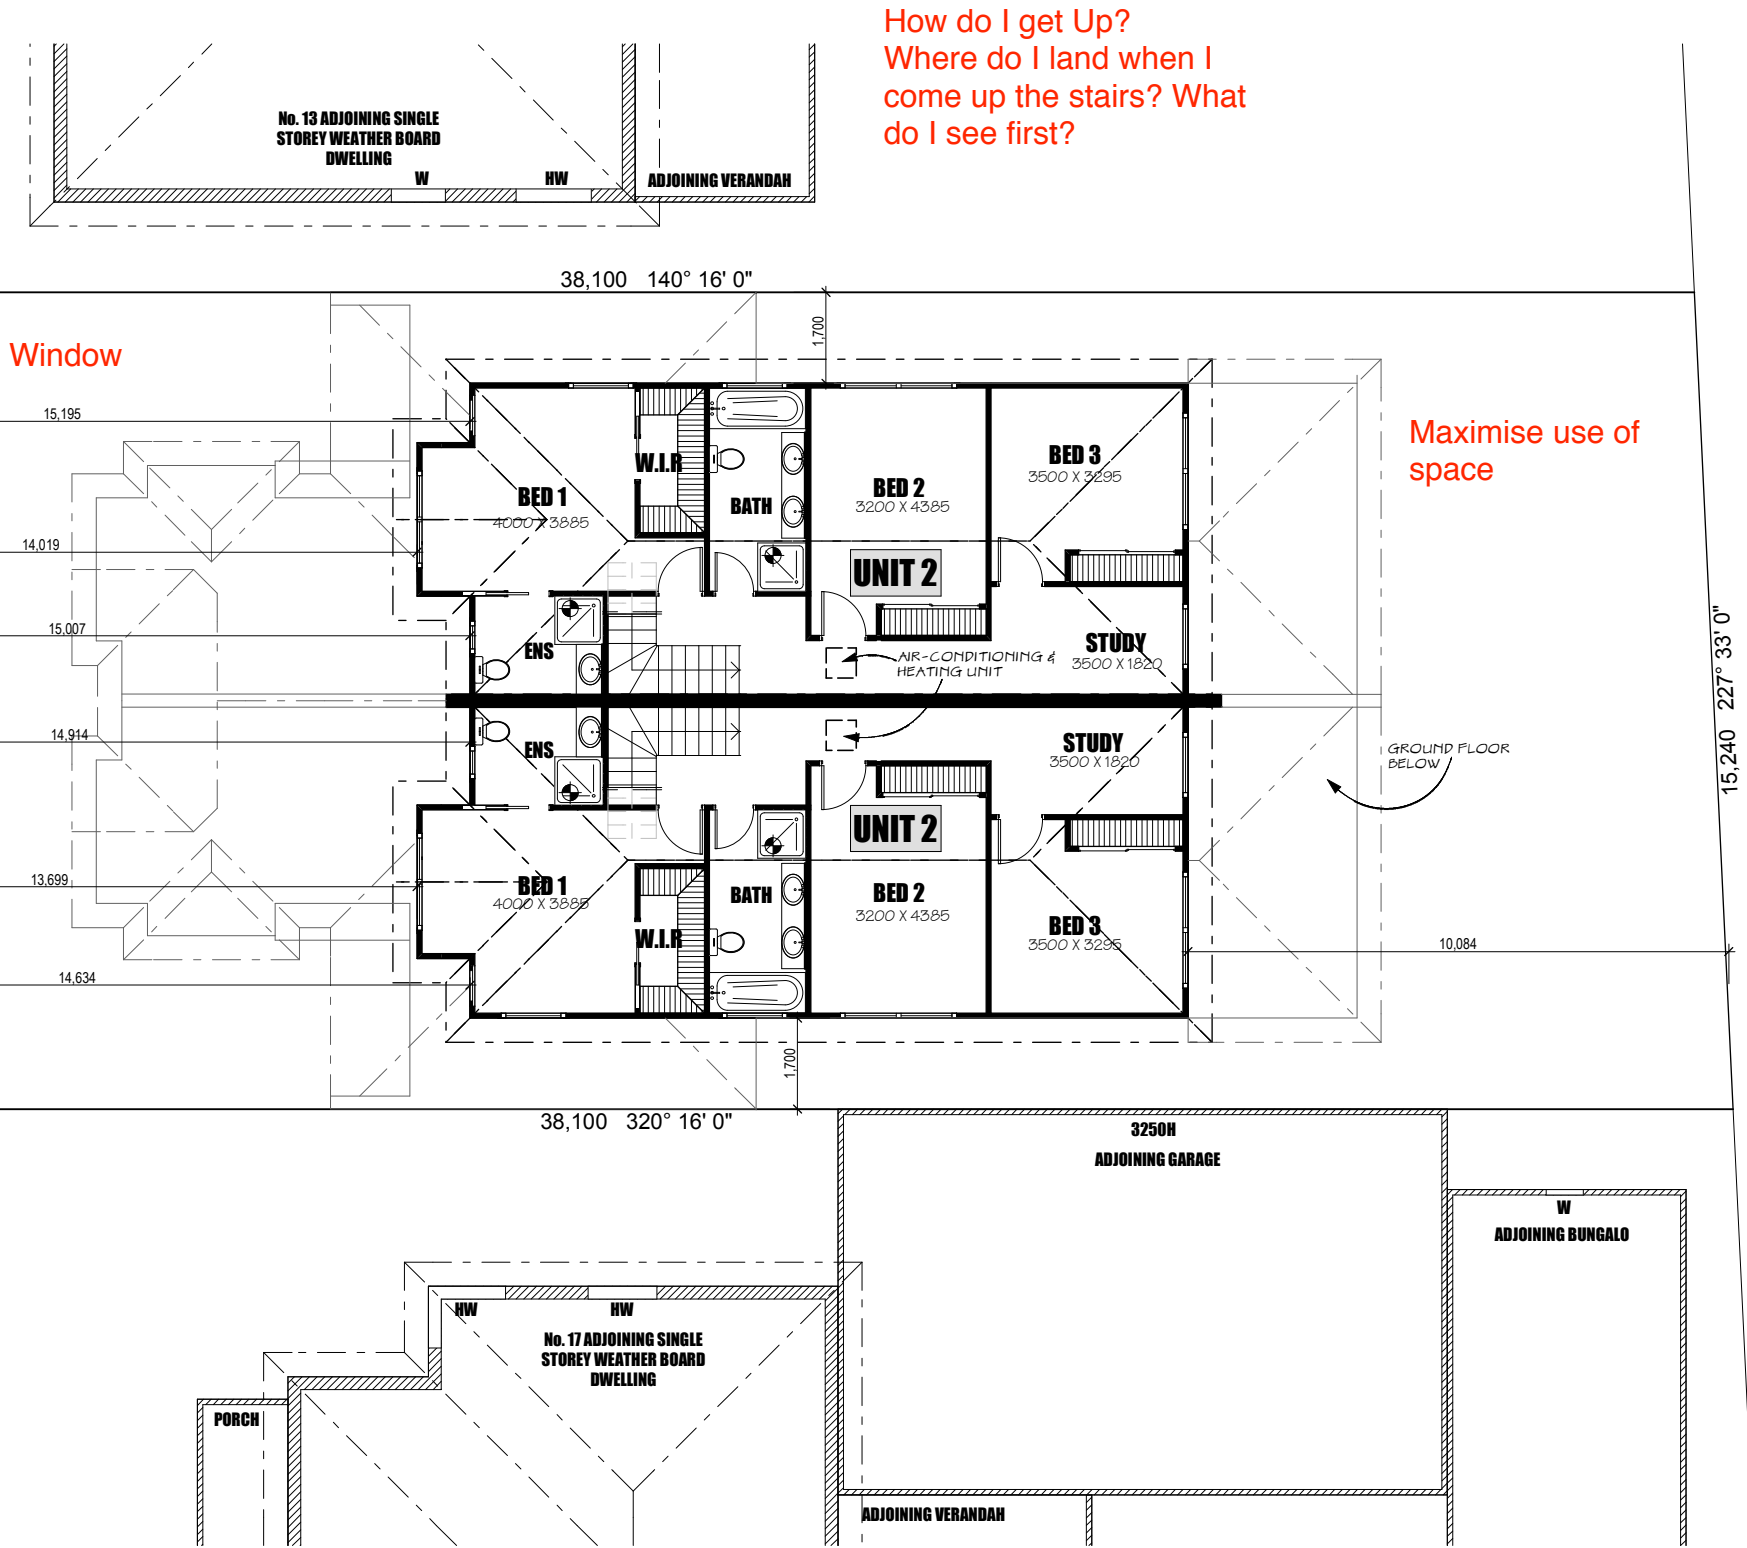 How do I get Up?
Where do I land when I
come up the stairs? What
do I see first?
No. 13 ADJOINING SINGLE
STOREY WEATHER BOARD
DWELLING
W
HW
ADJOINING VERANDAH
38,100 140° 16' 0"
1,700
Window
15,195
Maximise use of
space
W.I.R
BED 1
4000 X 3885
BATH
BED 2
3200 X 4385
BED 3
3500 X 3295
14,019
UNIT 2
15,007
ENS
STUDY
3500 X 1820
AIR-CONDITIONING &
HEATING UNIT
15,240 227° 33' 0"
14,914
ENS
STUDY
3500 X 1820
GROUND FLOOR
BELOW
UNIT 2
13,699
BED 1
4000 X 3885
W.I.R
BATH
BED 2
3200 X 4385
BED 3
3500 X 3295
10,084
14,634
1,700
38,100 320° 16' 0"
3250H
ADJOINING GARAGE
W
ADJOINING BUNGALO
HW
HW
No. 17 ADJOINING SINGLE
STOREY WEATHER BOARD
DWELLING
PORCH
ADJOINING VERANDAH